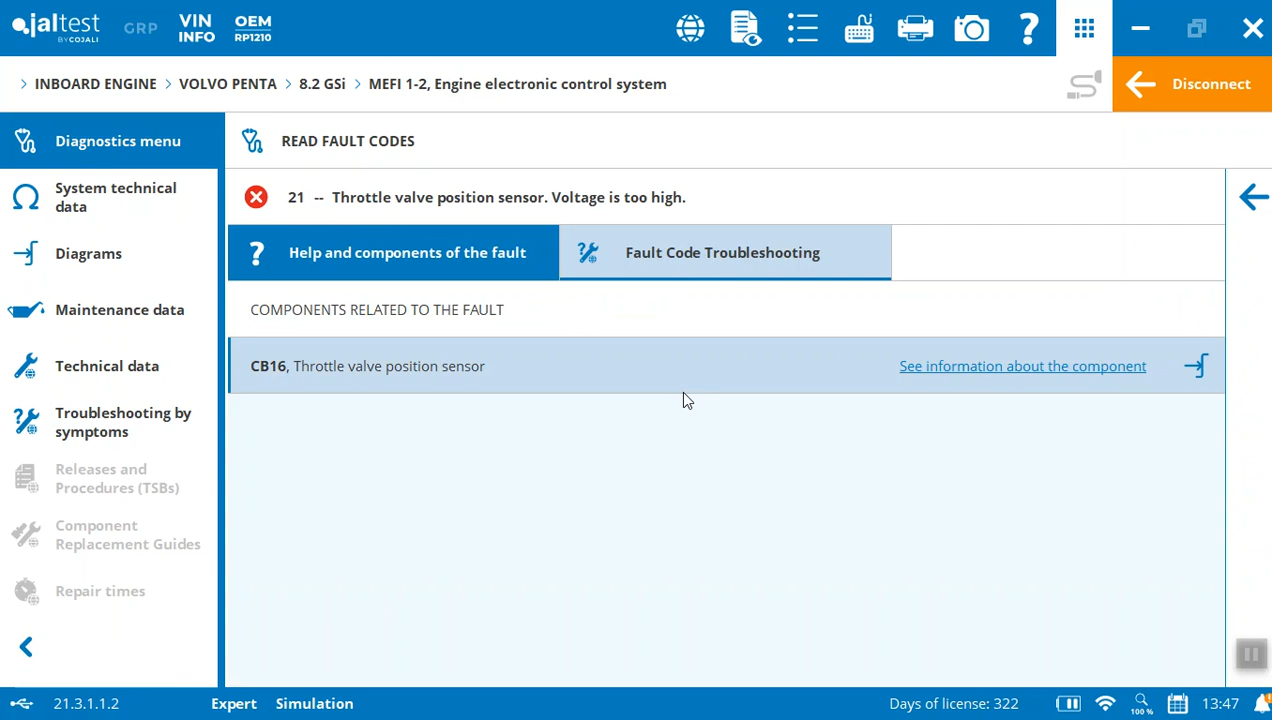 jaltest
BY COJALI
GRP
VIN
INFO
OEM
RP1210
INBOARD ENGINE > VOLVO PENTA > 8.2 GSi > MEFI 1-2, Engine electronic control system
Disconnect
Diagnostics menu
READ FAULT CODES
System technical
data
21 -- Throttle valve position sensor. Voltage is too high.
Diagrams
? Help and components of the fault
Fault Code Troubleshooting
Maintenance data
COMPONENTS RELATED TO THE FAULT
Technical data
CB16, Throttle valve position sensor
See information about the component
Troubleshooting by
symptoms
Releases and
Procedures (TSBs)
Component
Replacement Guides
Repair times
21.3.1.1.2
Expert
Simulation
Days of license: 322
100 %
13:47